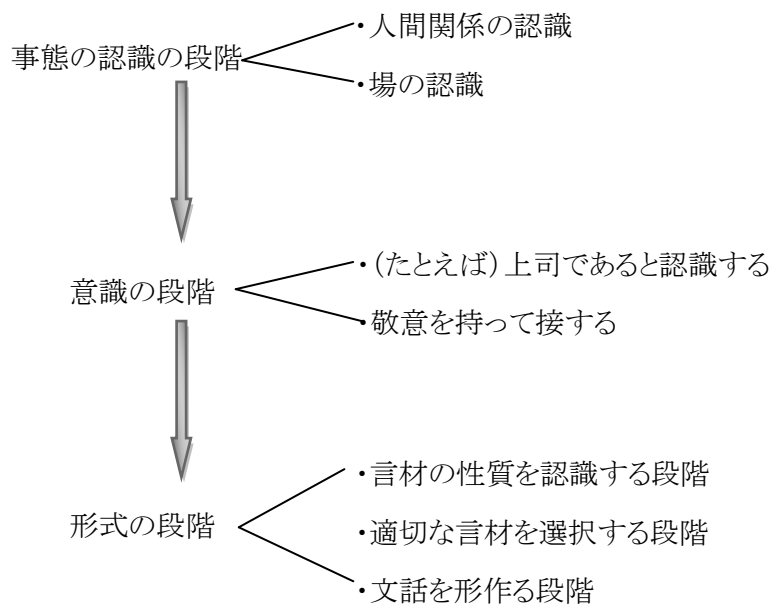 ・人間関係の認識
事態の認識の段階
・場の認識
・(たとえば)上司であると認識する
意識の段階
・敬意を持って接する
・言材の性質を認識する段階
形式の段階
・適切な言材を選択する段階
・文話を形作る段階